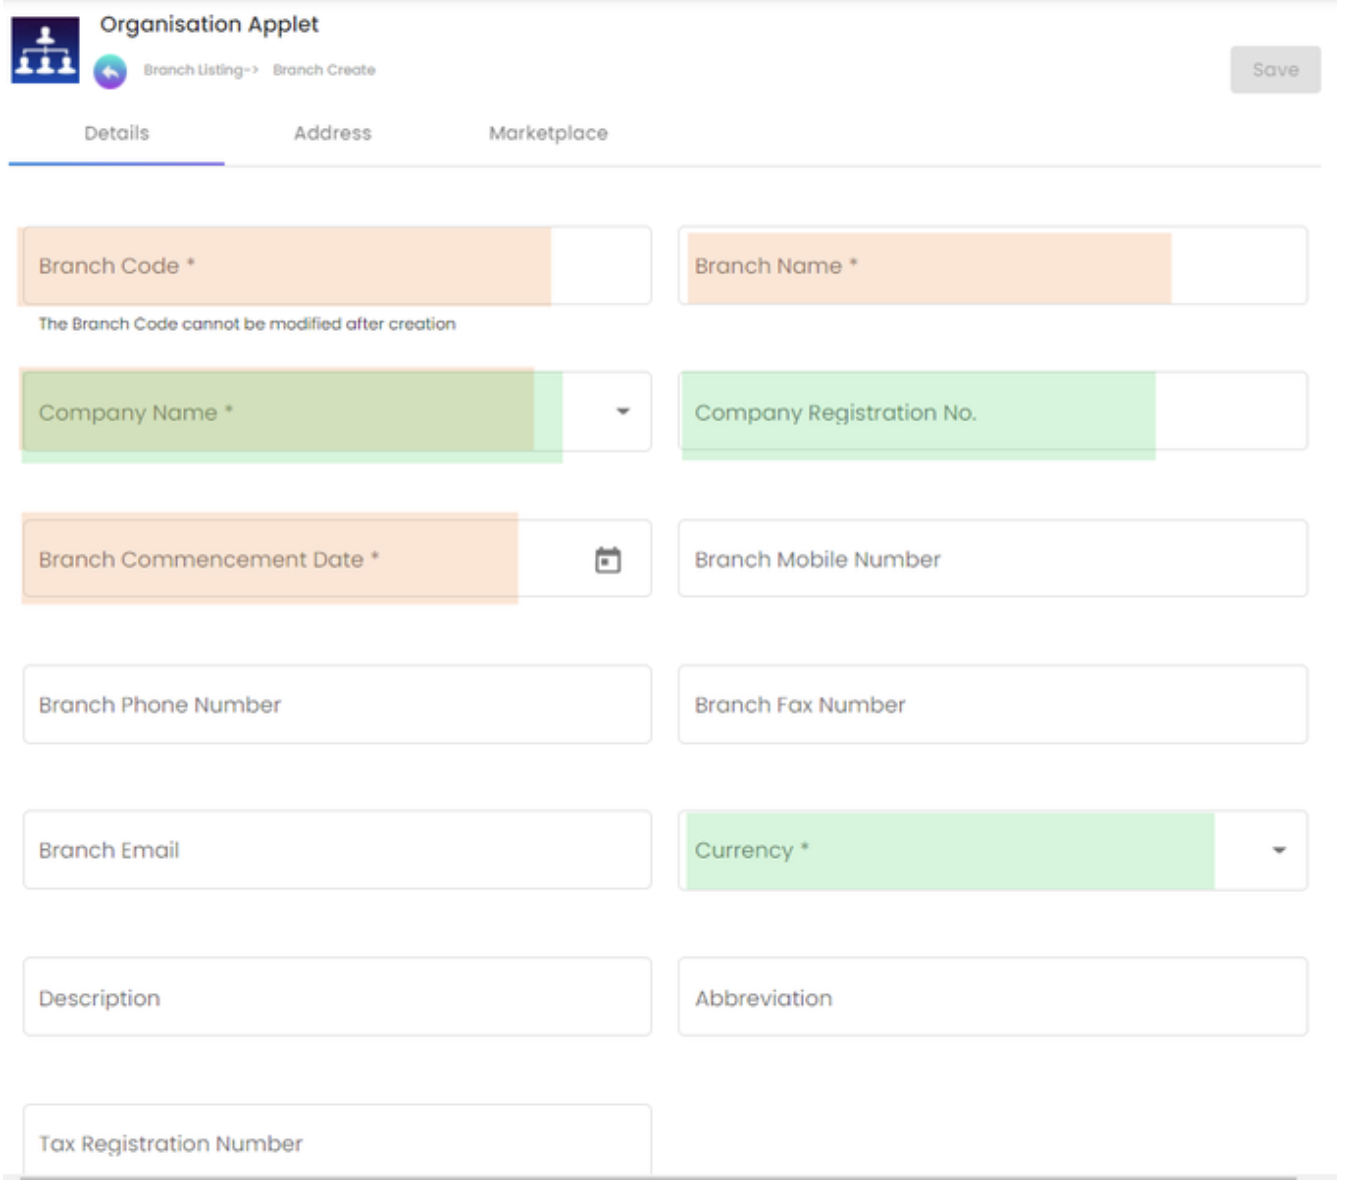 Organisation Applet
Branch Listing-> Branch Create
Save
Details Address Marketplace
Branch Code * Branch Name *
The Branch Code cannot be modified after creation
Company Name * Company Registration No.
Branch Commencement Date * Branch Mobile Number
Branch Phone Number Branch Fax Number
Branch Email Currency *
Description Abbreviation
Tax Registration Number